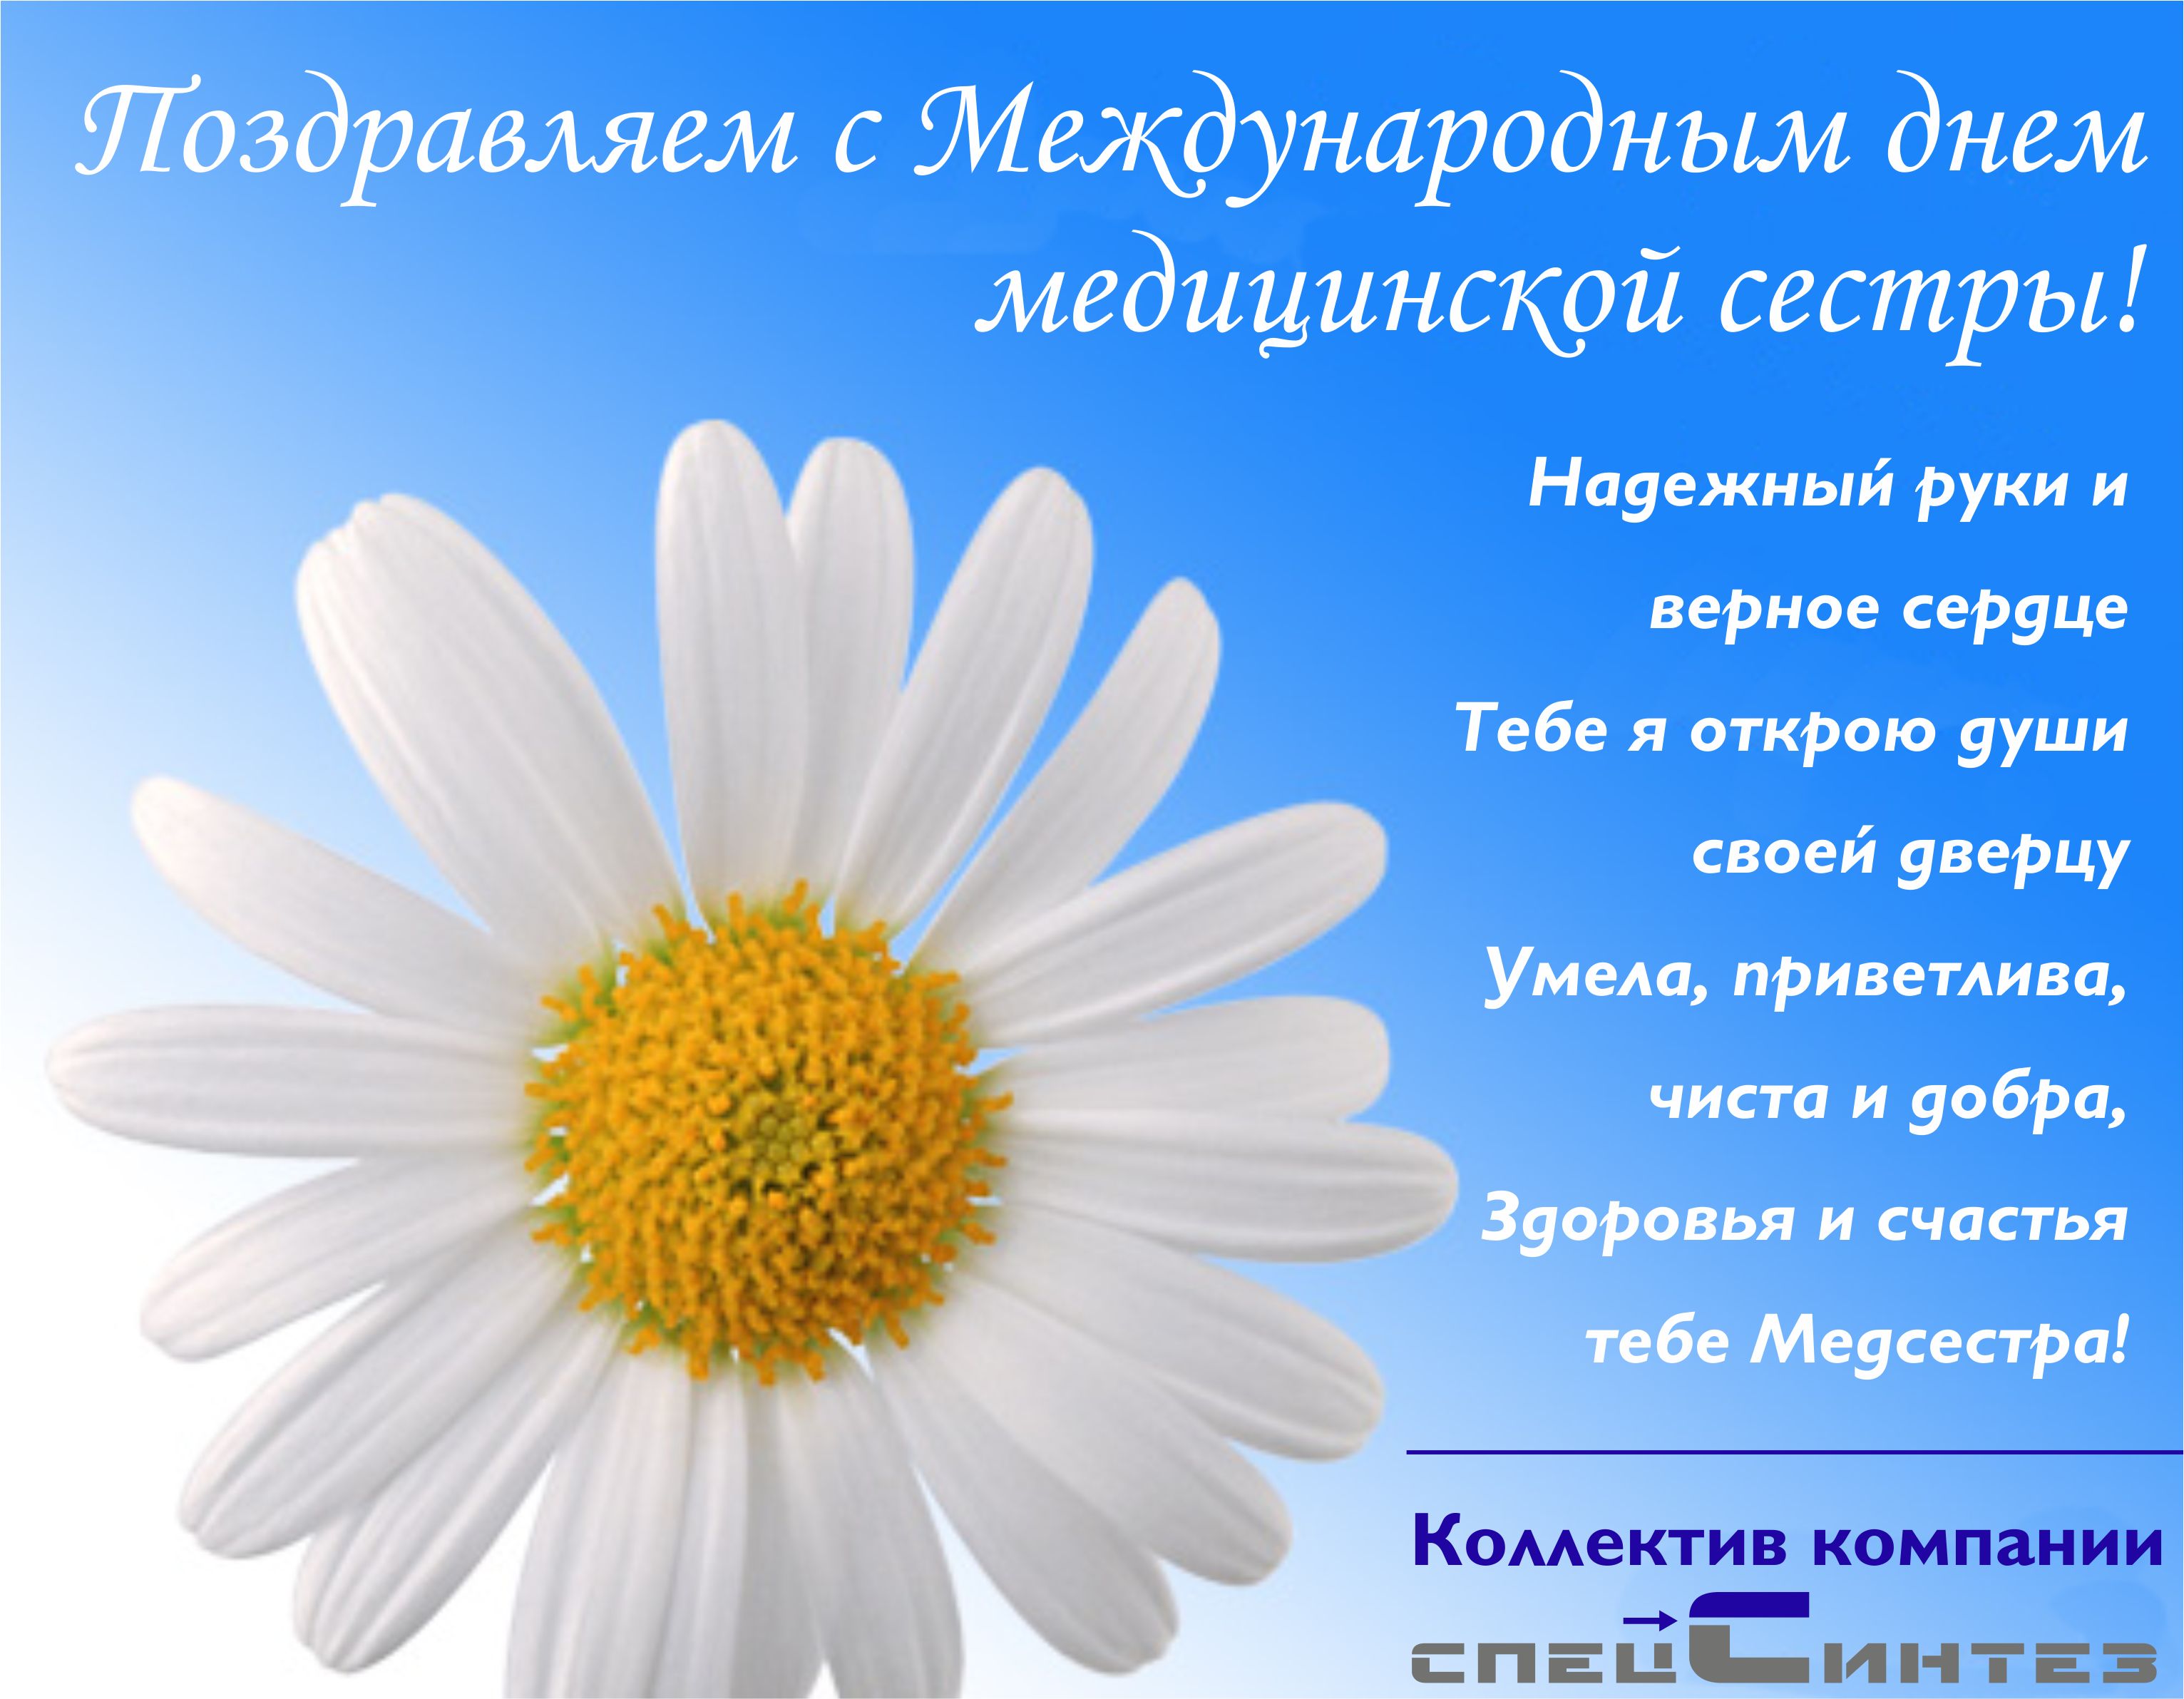 Поздравляем с Международным днем
медицинской сестры!
Надежный руки и
верное сердце
Тебе я открою души
своей дверцу
Умела, приветлива,
чиста и добра,
Здоровья и счастья
тебе Медсестра!
Коллектив компании
спецСинтез